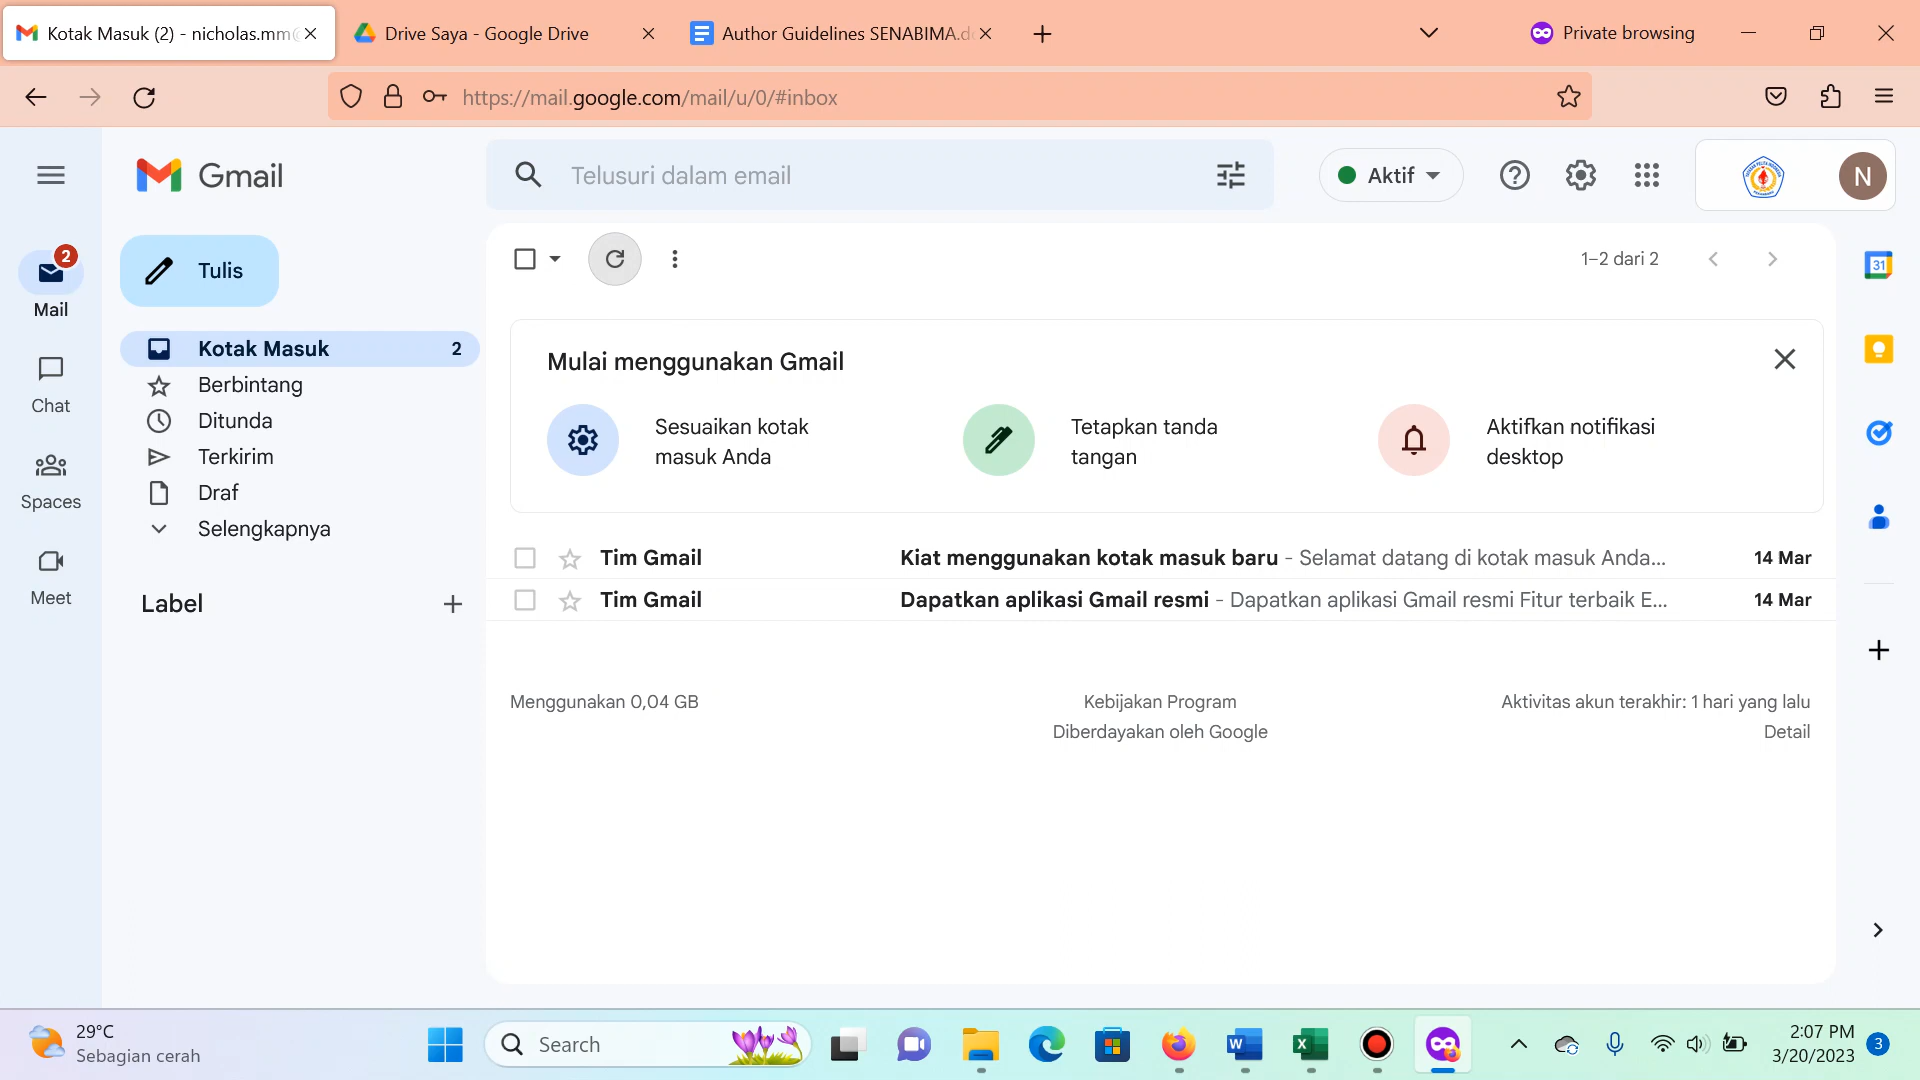 Kotak Masuk (2) - nicholas.mm@
Drive Saya - Google Drive
Author Guidelines SENABIMA.d
Private browsing
https://mail.google.com/mail/u/0/#inbox
Gmail
Telusuri dalam email
Aktif
N
2
Mail
Chat
Spaces
Meet
Tulis
Kotak Masuk 2
Berbintang
Ditunda
Terkirim
Draf
Selengkapnya
Label
1–2 dari 2
Mulai menggunakan Gmail
Sesuaikan kotak
masuk Anda
Tetapkan tanda
tangan
Aktifkan notifikasi
desktop
Tim Gmail Kiat menggunakan kotak masuk baru - Selamat datang di kotak masuk Anda... 14 Mar
Tim Gmail Dapatkan aplikasi Gmail resmi - Dapatkan aplikasi Gmail resmi Fitur terbaik E... 14 Mar
Menggunakan 0,04 GB
Kebijakan Program
Diberdayakan oleh Google
Aktivitas akun terakhir: 1 hari yang lalu
Detail
31
29°C
Sebagian cerah
Search
2:07 PM
3/20/2023
3